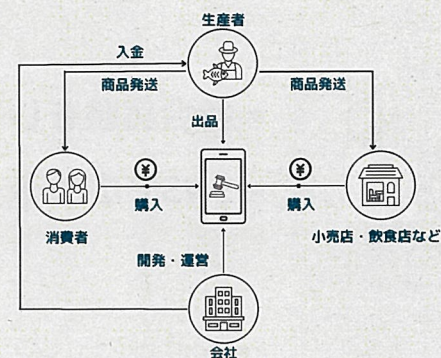 生産者
入金
商品発送
商品発送
出品
¥
¥
購入
購入
消費者
小売店・飲食店など
開発・運営
会社